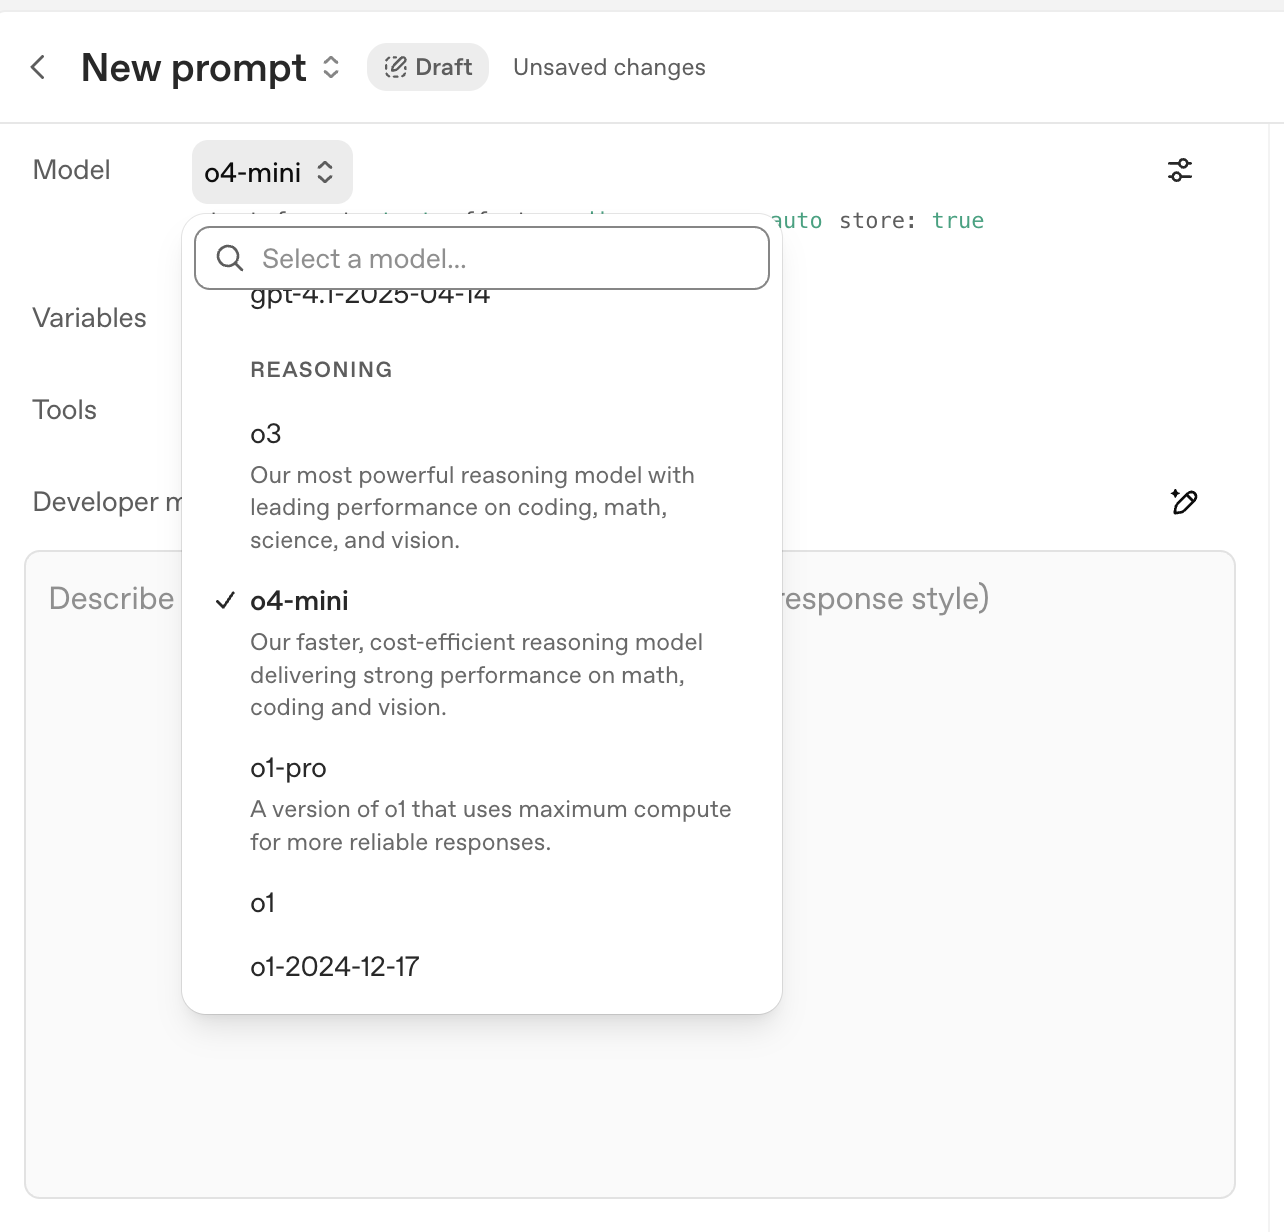 New prompt
Draft
Unsaved changes
Model
o4-mini
auto store: true
Select a model...
gpt-4.1-2025-04-14
Variables
REASONING
Tools
o3
Our most powerful reasoning model with
leading performance on coding, math,
science, and vision.
Developer
Describe
response style)
o4-mini
Our faster, cost-efficient reasoning model
delivering strong performance on math,
coding and vision.
o1-pro
A version of o1 that uses maximum compute
for more reliable responses.
o1
o1-2024-12-17